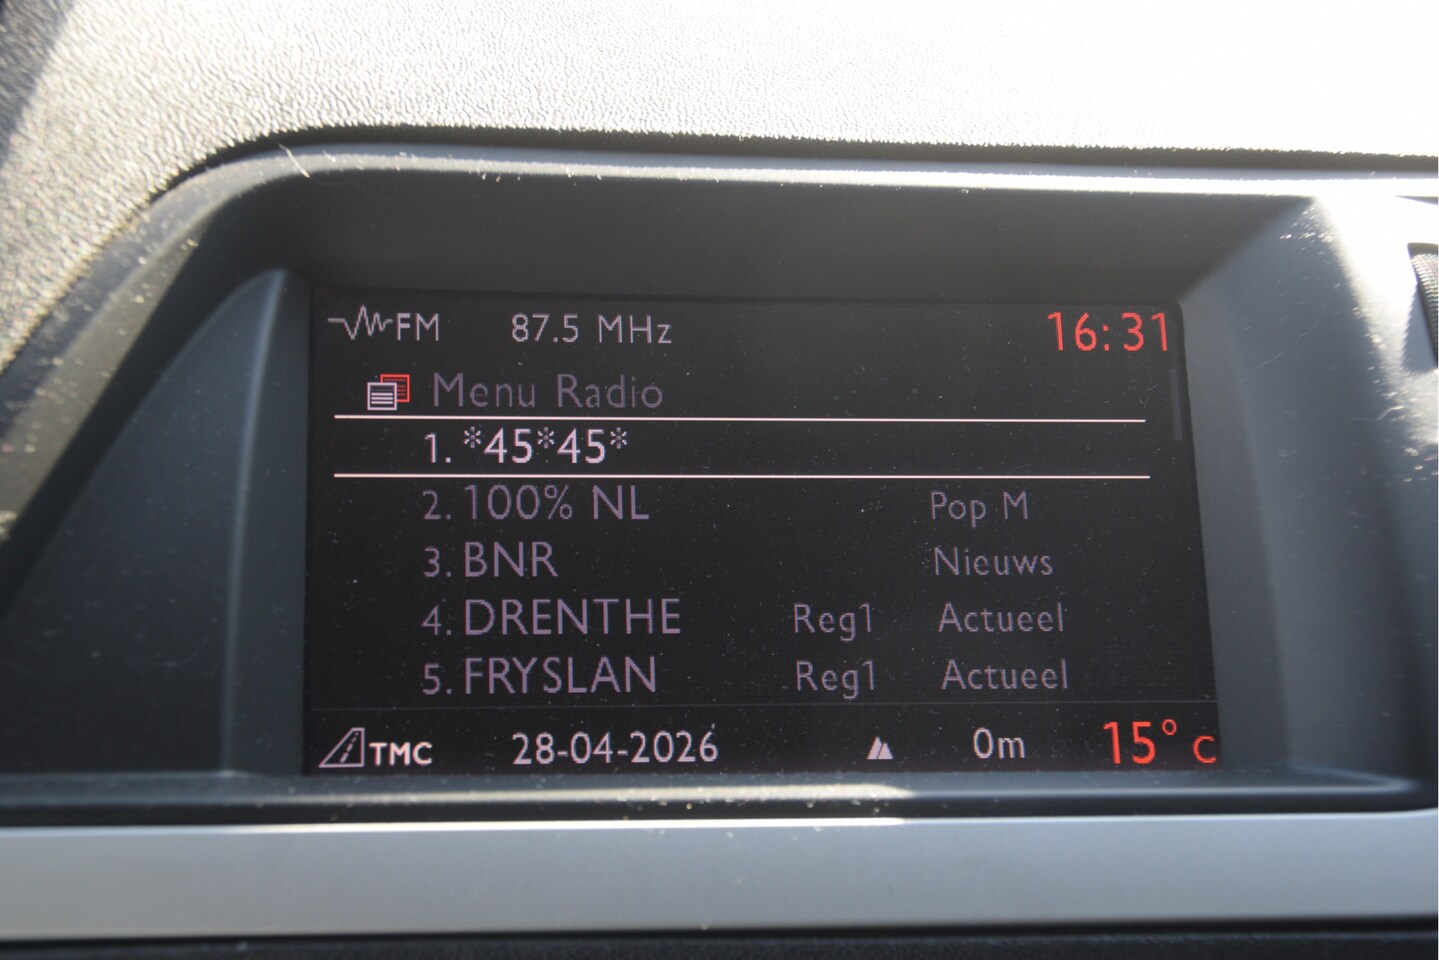 FM 87.5 MHz 16:31
Menu Radio
1. *45*45*
2. 100% NL Pop M
3. BNR Nieuws
4. DRENTHE Reg1 Actueel
5. FRYSLAN Reg1 Actueel
TMC 28-04-2026 0m 15° C